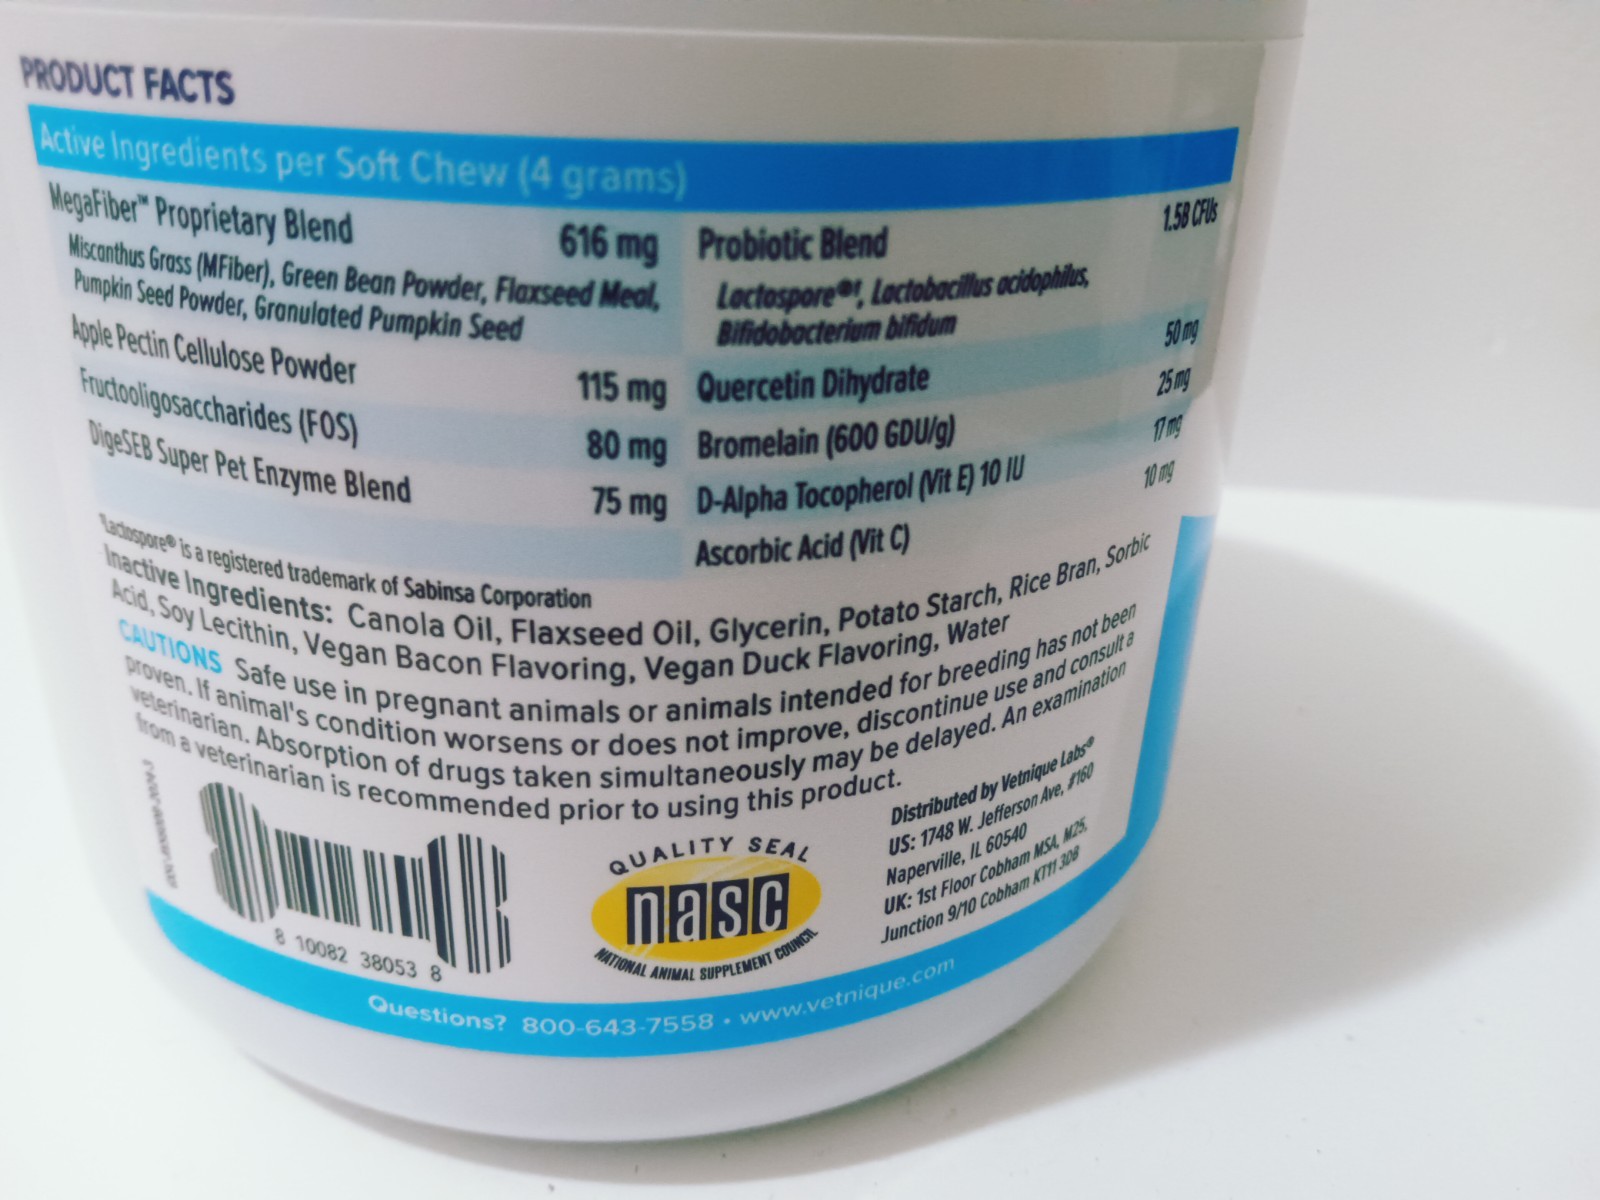 PRODUCT FACTS
Active Ingredients per Soft Chew (4 grams)
MegaFiber™ Proprietary Blend 616 mg
Miscanthus Grass (MFiber), Green Bean Powder, Flaxseed Meal,
Pumpkin Seed Powder, Granulated Pumpkin Seed
Apple Pectin Cellulose Powder 115 mg
Fructooligosaccharides (FOS) 80 mg
DigeSEB Super Pet Enzyme Blend 75 mg
Probiotic Blend 1.5B CFUs
Lactospore®†, Lactobacillus acidophilus,
Bifidobacterium bifidum
Quercetin Dihydrate 50 mg
Bromelain (600 GDU/g) 25 mg
D-Alpha Tocopherol (Vit E) 10 IU 17 mg
Ascorbic Acid (Vit C) 10 mg
†Lactospore® is a registered trademark of Sabinsa Corporation
Inactive Ingredients: Canola Oil, Flaxseed Oil, Glycerin, Potato Starch, Rice Bran, Sorbic
Acid, Soy Lecithin, Vegan Bacon Flavoring, Vegan Duck Flavoring, Water
CAUTIONS Safe use in pregnant animals or animals intended for breeding has not been
proven. If animal's condition worsens or does not improve, discontinue use and consult a
veterinarian. Absorption of drugs taken simultaneously may be delayed. An examination
from a veterinarian is recommended prior to using this product.
8 10082 38053 8
QUALITY SEAL
nasc
NATIONAL ANIMAL SUPPLEMENT COUNCIL
Distributed by Vetnique Labs®
US: 1748 W. Jefferson Ave, #160
Naperville, IL 60540
UK: 1st Floor Cobham MSA, M25,
Junction 9/10 Cobham KT11 3DB
Questions? 800-643-7558 • www.vetnique.com